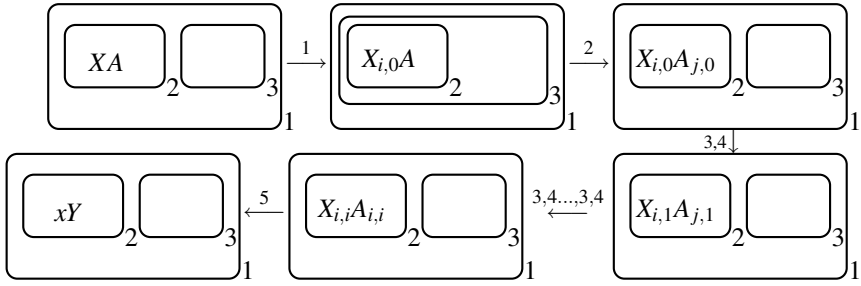 XA 2 3 1 →1 X_{i,0}A 2 3 1 →2 X_{i,0}A_{j,0} 2 3 1
3,4↓
xY 2 3 1 ←5 X_{i,i}A_{i,i} 2 3 1 ←3,4...,3,4 X_{i,1}A_{j,1} 2 3 1